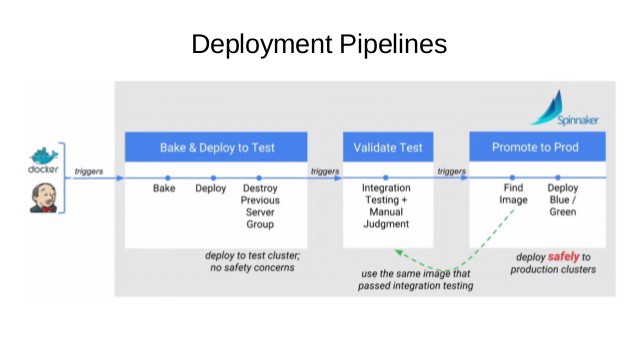 Deployment Pipelines
Spinnaker
Bake & Deploy to Test
Validate Test
Promote to Prod
docker
triggers
triggers
triggers
Bake
Deploy
Destroy
Previous
Server
Group
Integration
Testing +
Manual
Judgment
Find
Image
Deploy
Blue /
Green
deploy to test cluster;
no safety concerns
use the same image that
passed integration testing
deploy safely to
production clusters